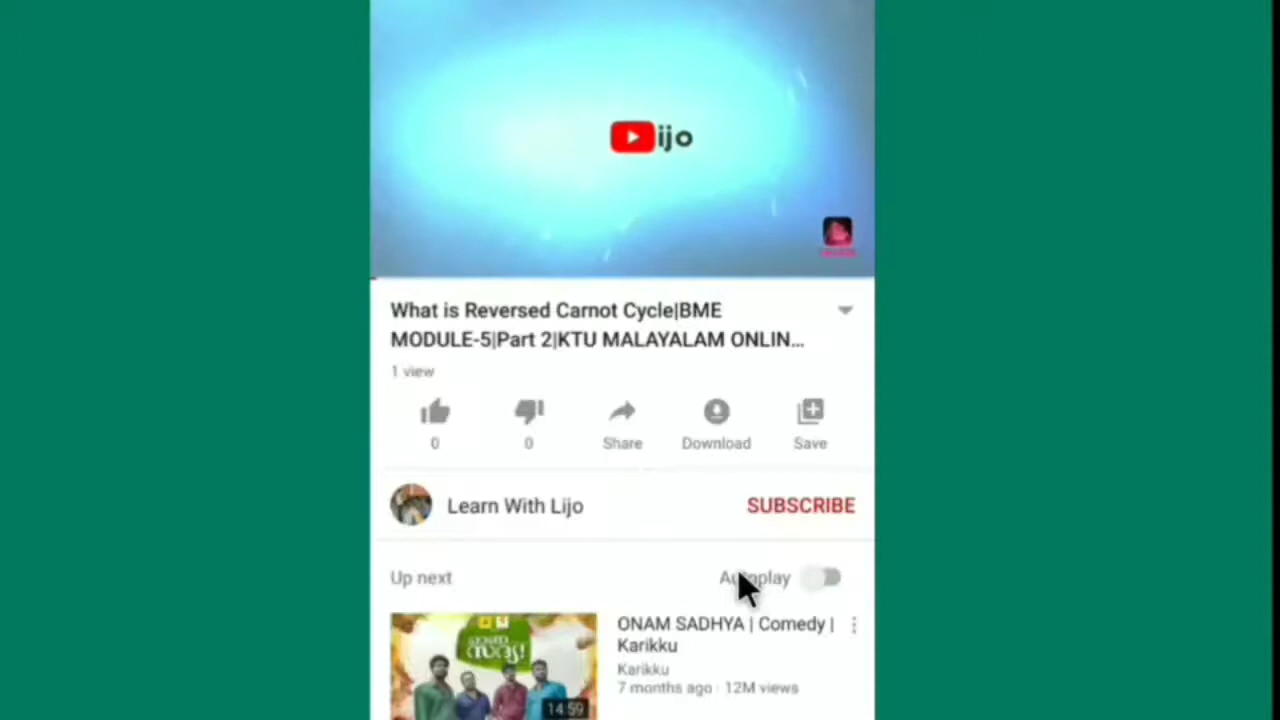 ijo
What is Reversed Carnot Cycle|BME
MODULE-5|Part 2|KTU MALAYALAM ONLIN...
1 view
0
0
Share
Download
Save
Learn With Lijo
SUBSCRIBE
Up next
Autoplay
ONAM SADHYA | Comedy |
Karikku
Karikku
7 months ago · 12M views
14:59